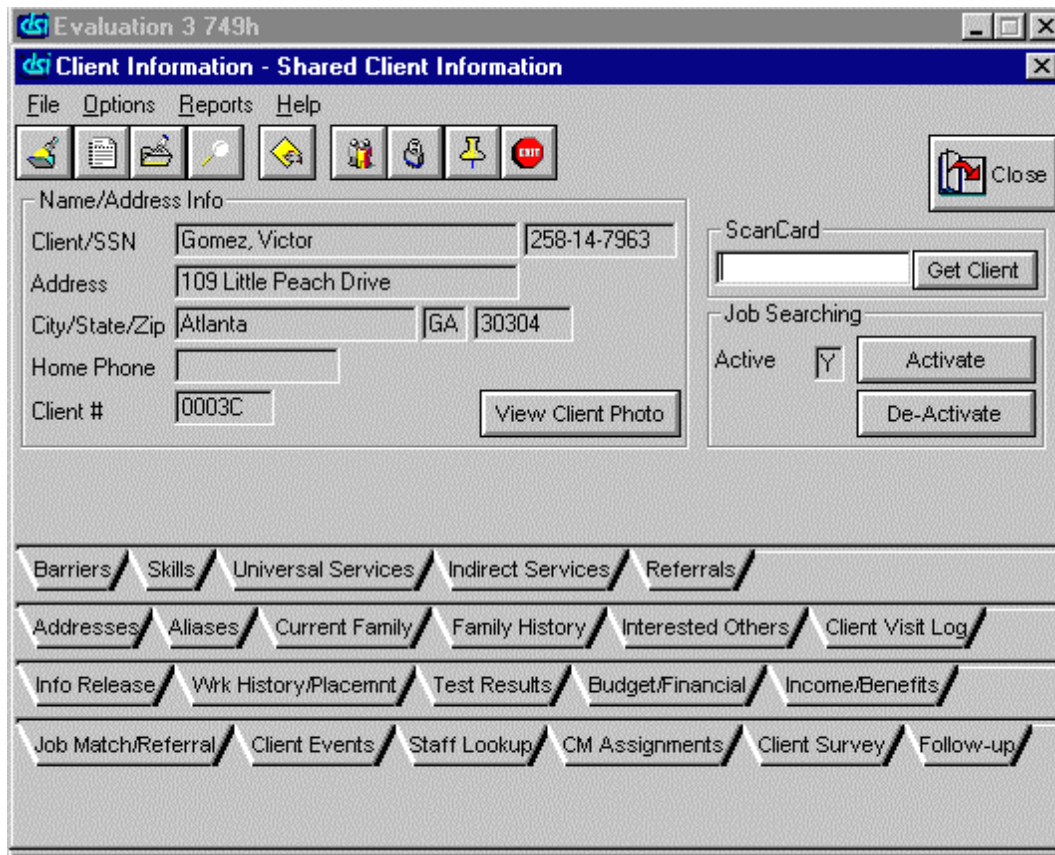 dsi Evaluation 3 749h
dsi Client Information - Shared Client Information
File Options Reports Help
EXIT
Close
Name/Address Info
Client/SSN Gomez, Victor 258-14-7963
Address 109 Little Peach Drive
City/State/Zip Atlanta GA 30304
Home Phone
Client # 0003C
View Client Photo
ScanCard
Get Client
Job Searching
Active Y Activate
De-Activate
Barriers Skills Universal Services Indirect Services Referrals
Addresses Aliases Current Family Family History Interested Others Client Visit Log
Info Release Wrk History/Placemnt Test Results Budget/Financial Income/Benefits
Job Match/Referral Client Events Staff Lookup CM Assignments Client Survey Follow-up